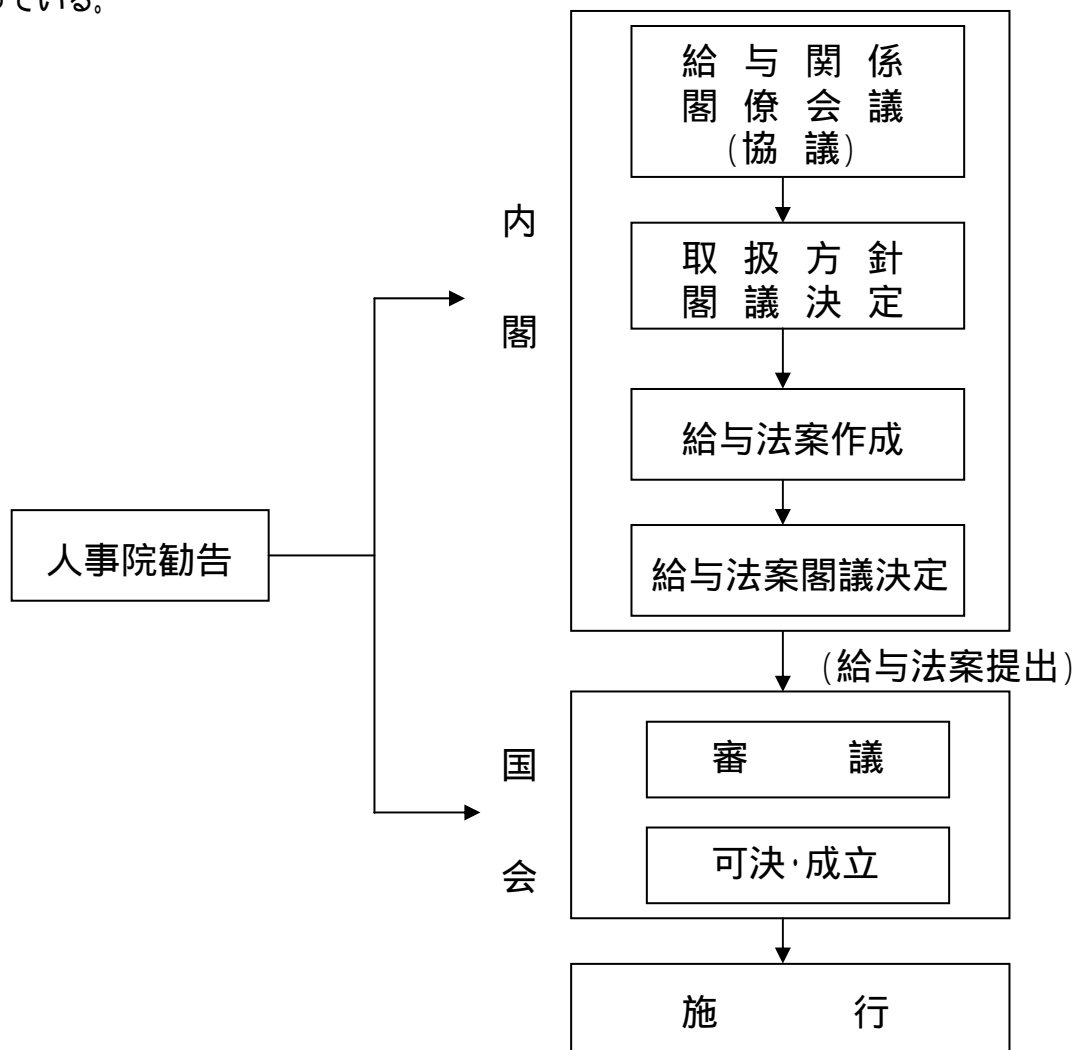 っている。
給与関係
閣僚会議
(協議)
内
閣
取扱方針
閣議決定
給与法案作成
人事院勧告
給与法案閣議決定
(給与法案提出)
国
会
審議
可決・成立
施行